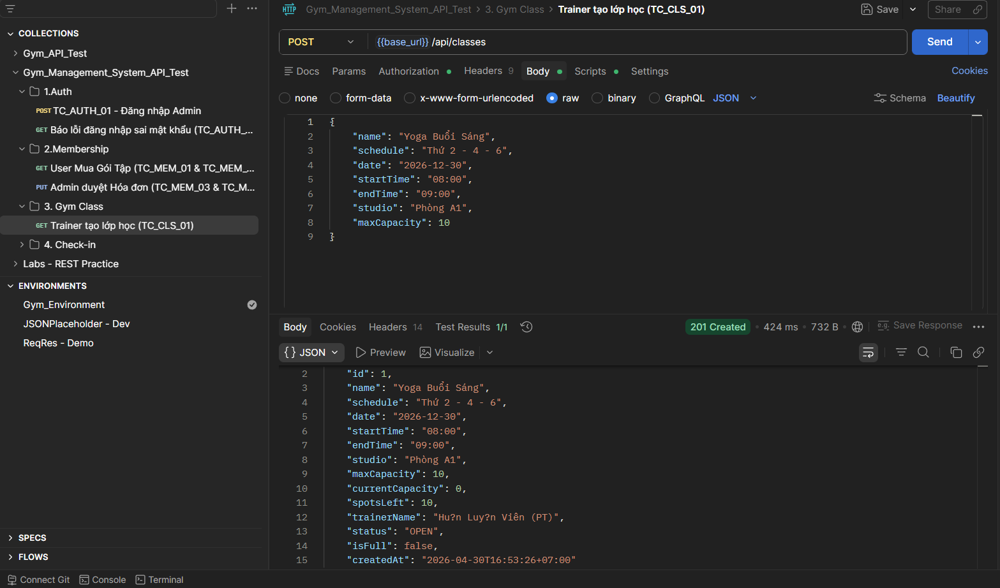 COLLECTIONS
Gym_API_Test
Gym_Management_System_API_Test
1.Auth
POST TC_AUTH_01 - Đăng nhập Admin
GET Báo lỗi đăng nhập sai mật khẩu (TC_AUTH_...
2.Membership
GET User Mua Gói Tập (TC_MEM_01 & TC_MEM_...
PUT Admin duyệt Hóa đơn (TC_MEM_03 & TC_M...
3. Gym Class
GET Trainer tạo lớp học (TC_CLS_01)
4. Check-in
Labs - REST Practice
ENVIRONMENTS
Gym_Environment
JSONPlaceholder - Dev
ReqRes - Demo
SPECS
FLOWS
Connect Git Console Terminal
HTTP Gym_Management_System_API_Test > 3. Gym Class > Trainer tạo lớp học (TC_CLS_01) Save Share
POST {{base_url}} /api/classes Send
Docs Params Authorization Headers 9 Body Scripts Settings Cookies
none form-data x-www-form-urlencoded raw binary GraphQL JSON Schema Beautify
1 {
2 "name": "Yoga Buổi Sáng",
3 "schedule": "Thứ 2 - 4 - 6",
4 "date": "2026-12-30",
5 "startTime": "08:00",
6 "endTime": "09:00",
7 "studio": "Phòng A1",
8 "maxCapacity": 10
9 }
Body Cookies Headers 14 Test Results 1/1 201 Created • 424 ms • 732 B • e.g. Save Response
{} JSON Preview Visualize
2 "id": 1,
3 "name": "Yoga Buổi Sáng",
4 "schedule": "Thứ 2 - 4 - 6",
5 "date": "2026-12-30",
6 "startTime": "08:00",
7 "endTime": "09:00",
8 "studio": "Phòng A1",
9 "maxCapacity": 10,
10 "currentCapacity": 0,
11 "spotsLeft": 10,
12 "trainerName": "Hu?n Luy?n Viên (PT)",
13 "status": "OPEN",
14 "isFull": false,
15 "createdAt": "2026-04-30T16:53:26+07:00"